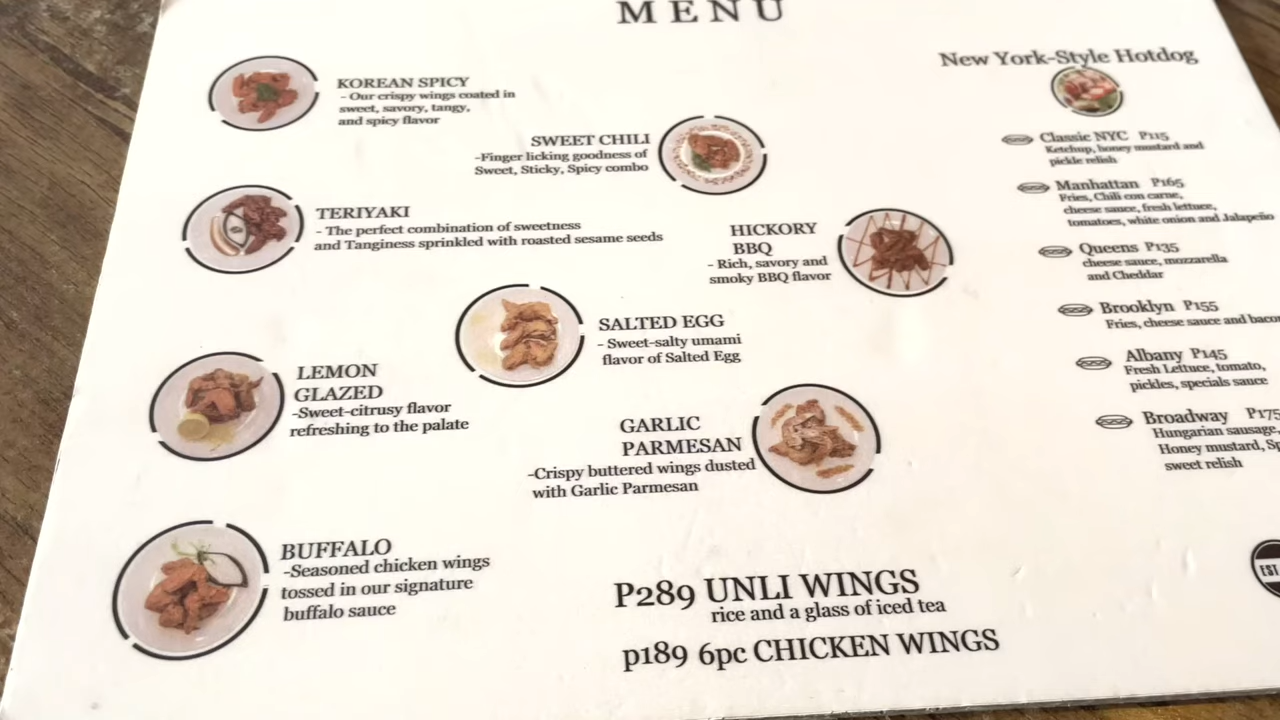 MENU
KOREAN SPICY
- Our crispy wings coated in
sweet, savory, tangy,
and spicy flavor
SWEET CHILI
-Finger licking goodness of
Sweet, Sticky, Spicy combo
TERIYAKI
- The perfect combination of sweetness
and Tanginess sprinkled with roasted sesame seeds
HICKORY
BBQ
- Rich, savory and
smoky BBQ flavor
SALTED EGG
- Sweet-salty umami
flavor of Salted Egg
LEMON
GLAZED
-Sweet-citrusy flavor
refreshing to the palate
GARLIC
PARMESAN
-Crispy buttered wings dusted
with Garlic Parmesan
BUFFALO
-Seasoned chicken wings
tossed in our signature
buffalo sauce
P289 UNLI WINGS
rice and a glass of iced tea
p189 6pc CHICKEN WINGS
New York-Style Hotdog
Classic NYC P115
Ketchup, honey mustard and
pickle relish
Manhattan P165
Fries, Chili con carne,
cheese sauce, fresh lettuce,
tomatoes, white onion and Jalapeño
Queens P135
cheese sauce, mozzarella
and Cheddar
Brooklyn P155
Fries, cheese sauce and bacon
Albany P145
Fresh Lettuce, tomato,
pickles, specials sauce
Broadway P175
Hungarian sausage,
Honey mustard,
sweet relish
EST